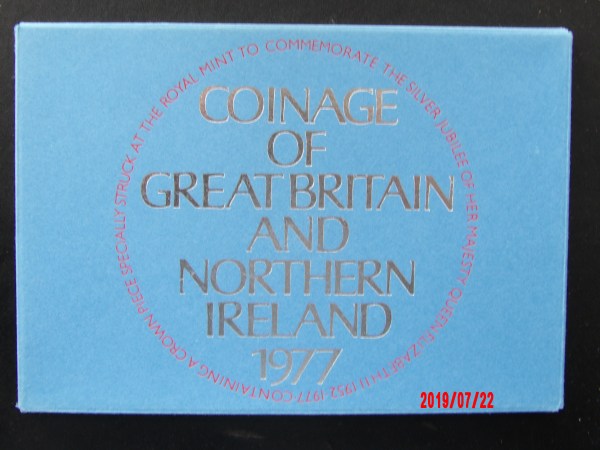 COINAGE
OF
GREAT BRITAIN
AND
NORTHERN
IRELAND
1977
CONTAINING A CROWN PIECE SPECIALLY STRUCK AT THE ROYAL MINT TO COMMEMORATE THE SILVER JUBILEE OF HER MAJESTY QUEEN ELIZABETH II 1952-1977
2019/07/22